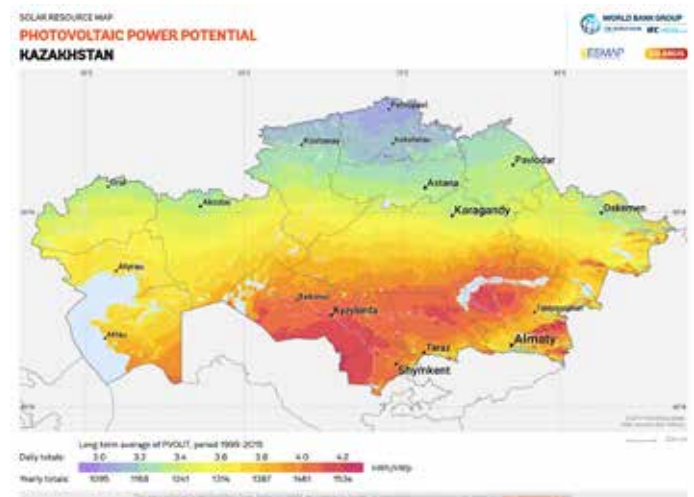 SOLAR RESOURCE MAP
PHOTOVOLTAIC POWER POTENTIAL
KAZAKHSTAN
WORLD BANK GROUP
ESMAP
SOLARGIS
Petropavl
Kostanay
Kokshetau
Pavlodar
Astana
Oral
Aktobe
Karagandy
Oskemen
Atyrau
Baikonur
Kyzylorda
Taldykorgan
Aktau
Almaty
Taraz
Shymkent
Long term average of PVOUT, period 1999-2018
Daily totals: 3.0 3.2 3.4 3.6 3.8 4.0 4.2
kWh/kWp
Yearly totals: 1095 1168 1241 1314 1387 1461 1534